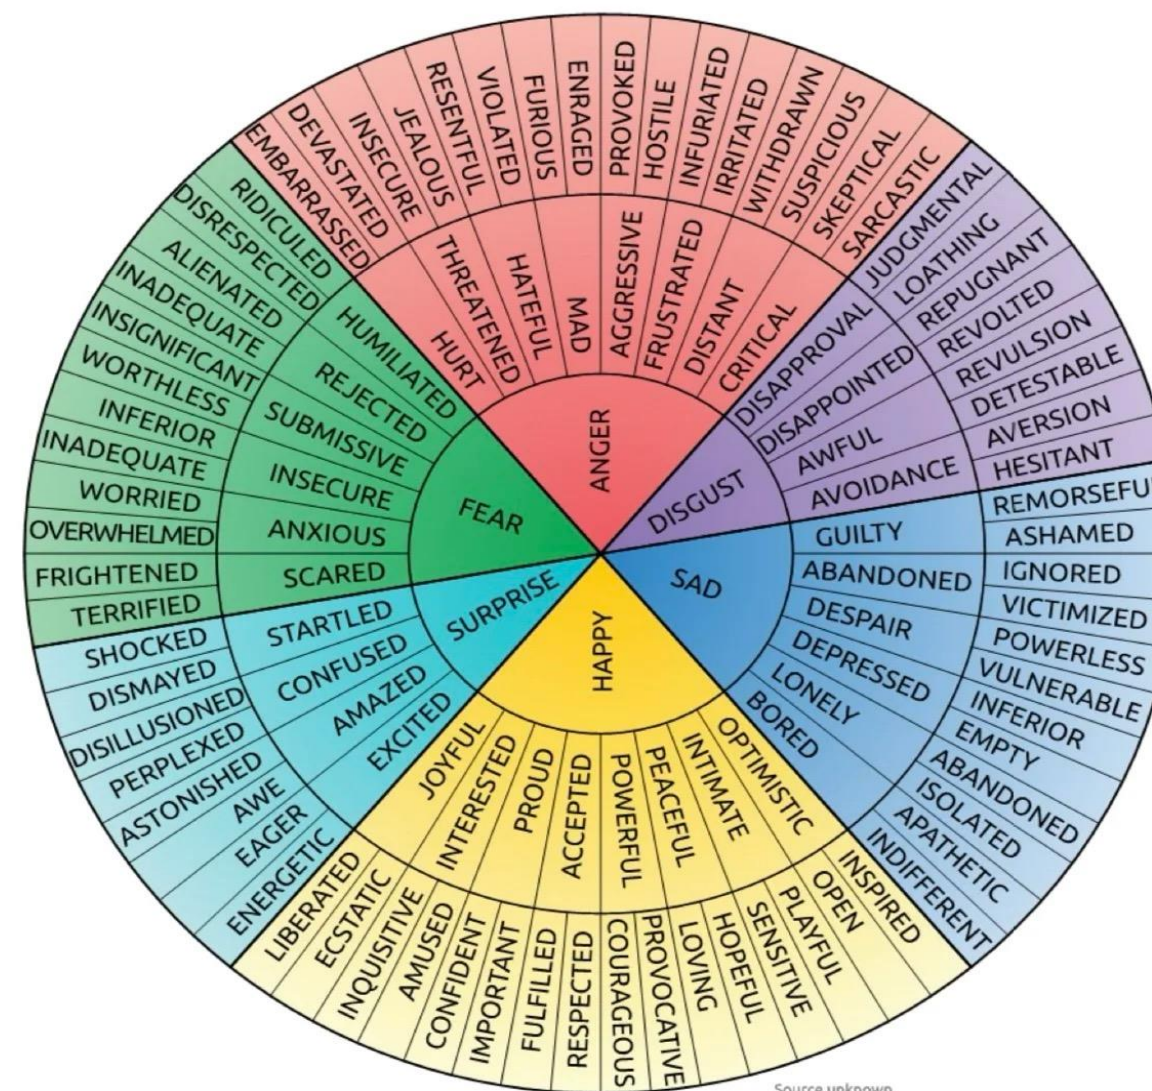 ANGER
HURT
THREATENED
HATEFUL
MAD
AGGRESSIVE
FRUSTRATED
DISTANT
CRITICAL
EMBARRASSED
DEVASTATED
INSECURE
JEALOUS
RESENTFUL
VIOLATED
FURIOUS
ENRAGED
PROVOKED
HOSTILE
INFURIATED
IRRITATED
WITHDRAWN
SUSPICIOUS
SKEPTICAL
SARCASTIC
DISGUST
DISAPPROVAL
DISAPPOINTED
AWFUL
AVOIDANCE
JUDGMENTAL
LOATHING
REPUGNANT
REVOLTED
REVULSION
DETESTABLE
AVERSION
HESITANT
SAD
GUILTY
ABANDONED
DESPAIR
DEPRESSED
LONELY
BORED
REMORSEFU
ASHAMED
IGNORED
VICTIMIZED
POWERLESS
VULNERABLE
INFERIOR
EMPTY
ABANDONED
ISOLATED
APATHETIC
INDIFFERENT
HAPPY
OPTIMISTIC
INTIMATE
PEACEFUL
POWERFUL
ACCEPTED
PROUD
INTERESTED
JOYFUL
INSPIRED
OPEN
PLAYFUL
SENSITIVE
HOPEFUL
LOVING
PROVOCATIVE
COURAGEOUS
RESPECTED
FULFILLED
IMPORTANT
CONFIDENT
AMUSED
INQUISITIVE
ECSTATIC
LIBERATED
SURPRISE
EXCITED
AMAZED
CONFUSED
STARTLED
ENERGETIC
EAGER
AWE
ASTONISHED
PERPLEXED
DISILLUSIONED
DISMAYED
SHOCKED
FEAR
SCARED
ANXIOUS
INSECURE
SUBMISSIVE
REJECTED
HUMILIATED
TERRIFIED
FRIGHTENED
OVERWHELMED
WORRIED
INADEQUATE
INFERIOR
WORTHLESS
INSIGNIFICANT
INADEQUATE
ALIENATED
DISRESPECTED
RIDICULED
Source unknown